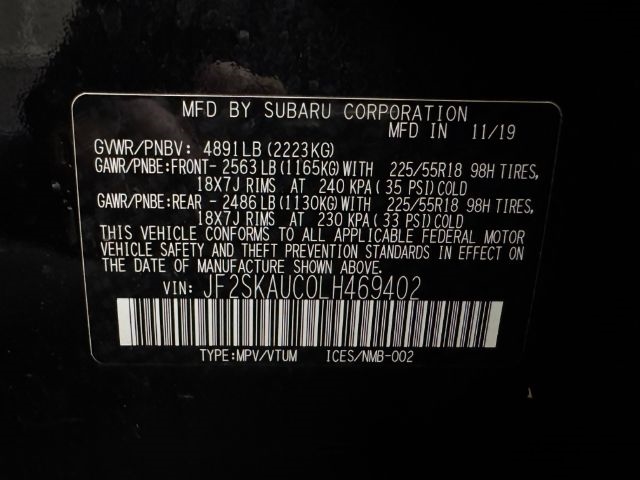 MFD BY SUBARU CORPORATION
MFD IN 11/19
GVWR/PNBV: 4891LB (2223KG)
GAWR/PNBE:FRONT- 2563LB (1165KG) WITH 225/55R18 98H TIRES,
18X7J RIMS AT 240 KPA (35 PSI) COLD
GAWR/PNBE:REAR - 2486LB (1130KG) WITH 225/55R18 98H TIRES,
18X7J RIMS AT 230 KPA (33 PSI) COLD
THIS VEHICLE CONFORMS TO ALL APPLICABLE FEDERAL MOTOR
VEHICLE SAFETY AND THEFT PREVENTION STANDARDS IN EFFECT ON
THE DATE OF MANUFACTURE SHOWN ABOVE.
VIN: JF2SKAUC0LH469402
TYPE:MPV/VTUM ICES/NMB-002